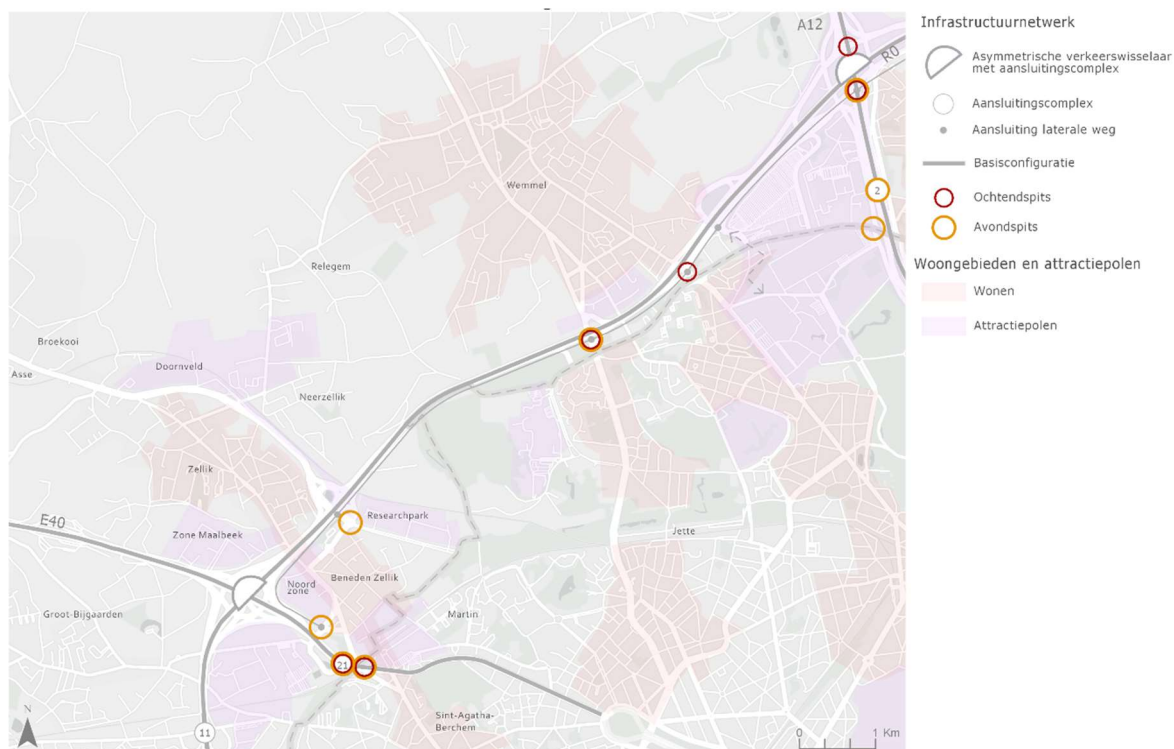 A12
R0
Wemmel
2
Relegem
Broekooi
Doornveld
Asse
Neerzellik
Zellik
Researchpark
E40
Zone Maalbeek
Jette
Noord
zone
Beneden Zellik
Groot-Bijgaarden
Martin
21
Sint-Agatha-
Berchem
11
N
0 1 Km
Infrastructuurnetwerk
Asymmetrische verkeerswisselaar
met aansluitingscomplex
Aansluitingscomplex
Aansluiting laterale weg
Basisconfiguratie
Ochtendspits
Avondspits
Woongebieden en attractiepolen
Wonen
Attractiepolen